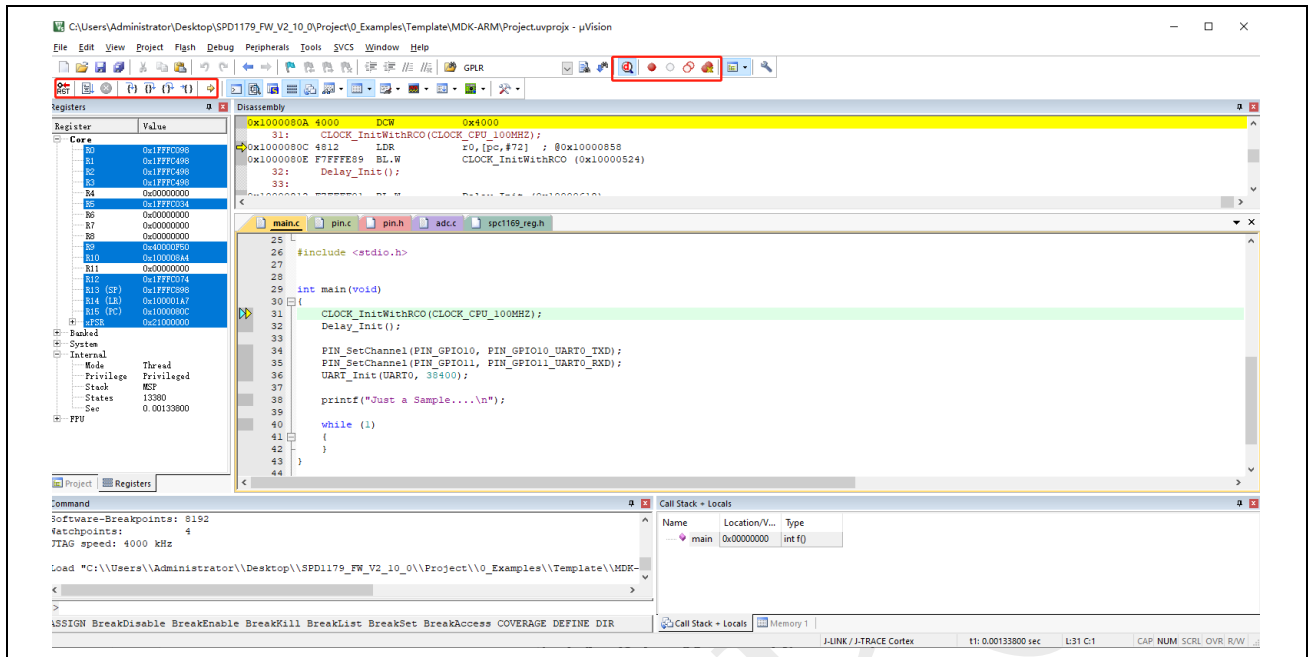 C:\Users\Administrator\Desktop\SPD1179_FW_V2_10_0\Project\0_Examples\Template\MDK-ARM\Project.uvprojx - µVision
File Edit View Project Flash Debug Peripherals Tools SVCS Window Help
GPLR
RST
Registers
Register Value
Core
R0 0x1FFFC098
R1 0x1FFFC498
R2 0x1FFFC498
R3 0x1FFFC498
R4 0x00000000
R5 0x1FFFC034
R6 0x00000000
R7 0x00000000
R8 0x00000000
R9 0x40000F50
R10 0x100008A4
R11 0x00000000
R12 0x1FFFC074
R13 (SP) 0x1FFFC898
R14 (LR) 0x100001A7
R15 (PC) 0x1000080C
xPSR 0x21000000
Banked
System
Internal
Mode Thread
Privilege Privileged
Stack MSP
States 13380
Sec 0.00133800
FPU
Project Registers
Disassembly
0x1000080A 4000 DCW 0x4000
31: CLOCK_InitWithRCO(CLOCK_CPU_100MHZ);
0x1000080C 4812 LDR r0,[pc,#72] ; @0x10000858
0x1000080E F7FFFE89 BL.W CLOCK_InitWithRCO (0x10000524)
32: Delay_Init();
33:
main.c pin.c pin.h adc.c spc1169_reg.h
25
26 #include <stdio.h>
27
28
29 int main(void)
30 {
31 CLOCK_InitWithRCO(CLOCK_CPU_100MHZ);
32 Delay_Init();
33
34 PIN_SetChannel(PIN_GPIO10, PIN_GPIO10_UART0_TXD);
35 PIN_SetChannel(PIN_GPIO11, PIN_GPIO11_UART0_RXD);
36 UART_Init(UART0, 38400);
37
38 printf("Just a Sample....\n");
39
40 while (1)
41 {
42 }
43 }
44
Command
Software-Breakpoints: 8192
Watchpoints: 4
JTAG speed: 4000 kHz
Load "C:\\Users\\Administrator\\Desktop\\SPD1179_FW_V2_10_0\\Project\\0_Examples\\Template\\MDK-
>
ASSIGN BreakDisable BreakEnable BreakKill BreakList BreakSet BreakAccess COVERAGE DEFINE DIR
Call Stack + Locals
Name Location/V... Type
main 0x00000000 int f()
Call Stack + Locals Memory 1
J-LINK / J-TRACE Cortex t1: 0.00133800 sec L:31 C:1 CAP NUM SCRL OVR R/W